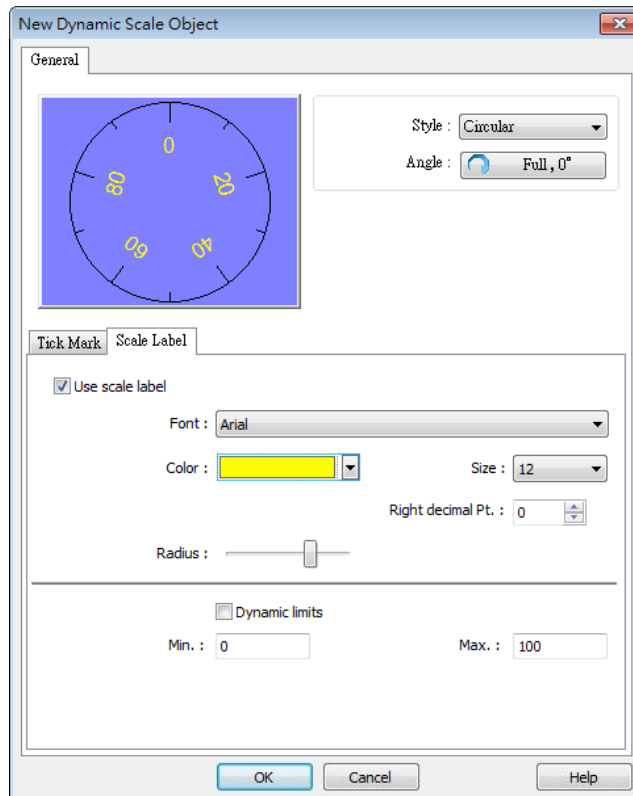 New Dynamic Scale Object
General
0
20
40
60
80
Style : Circular
Angle : Full , 0°
Tick Mark Scale Label
Use scale label
Font : Arial
Color : Size : 12
Right decimal Pt. : 0
Radius :
Dynamic limits
Min. : 0 Max. : 100
OK Cancel Help